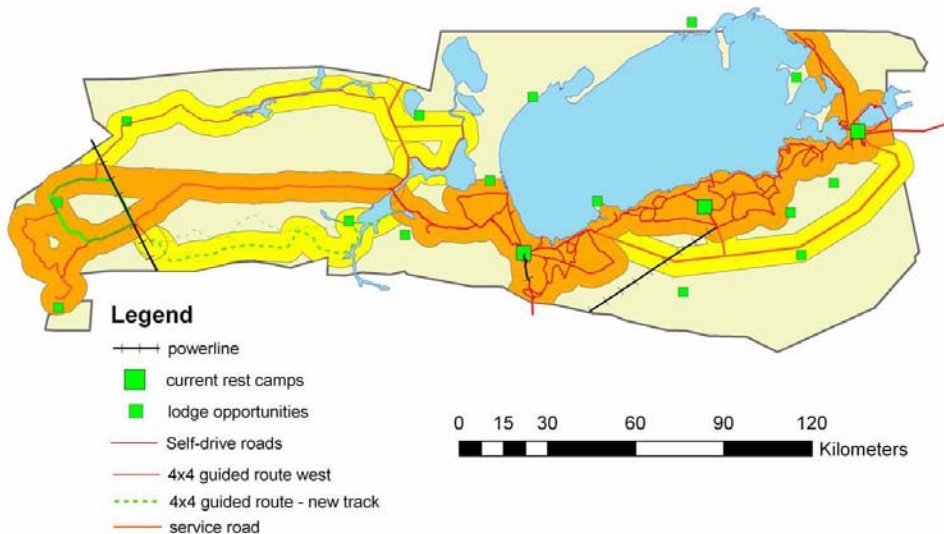 Legend
powerline
current rest camps
lodge opportunities
Self-drive roads
4x4 guided route west
4x4 guided route - new track
service road
0 15 30 60 90 120
Kilometers